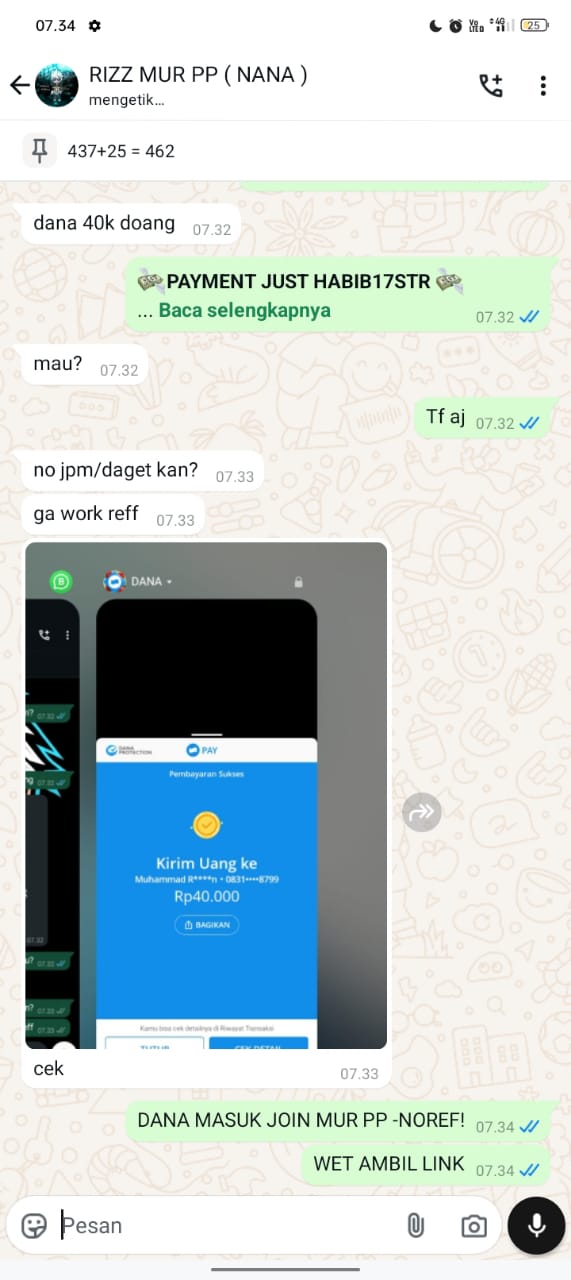 07.34
Vo LTE D
4G
25
RIZZ MUR PP ( NANA )
mengetik...
437+25 = 462
dana 40k doang 07.32
💸PAYMENT JUST HABIB17STR 💸
... Baca selengkapnya 07.32
mau? 07.32
Tf aj 07.32
no jpm/daget kan? 07.33
ga work reff 07.33
DANA
DANA PROTECTION
PAY
Pembayaran Sukses
Kirim Uang ke
Muhammad R****n • 0831••••8799
Rp40.000
BAGIKAN
Kamu bisa cek detailnya di Riwayat Transaksi
TUTUP
CEK DETAIL
cek 07.33
DANA MASUK JOIN MUR PP -NOREF! 07.34
WET AMBIL LINK 07.34
Pesan